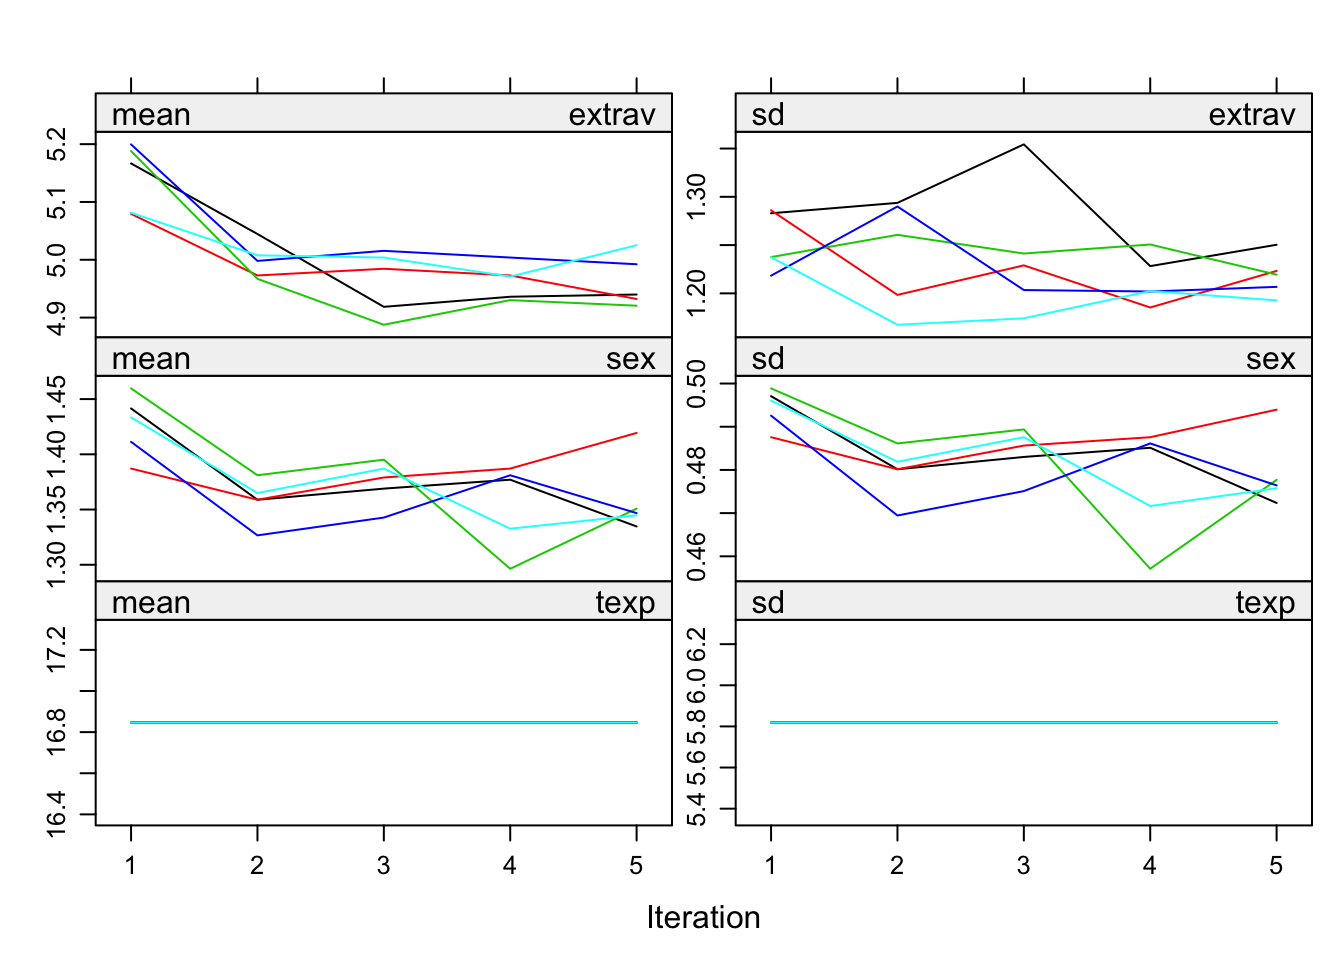 mean extrav
sd extrav
5.2
5.1
5.0
4.9
1.30
1.20
mean sex
sd sex
1.45
1.40
1.35
1.30
0.50
0.48
0.46
mean texp
sd texp
17.2
16.8
16.4
6.2
6.0
5.8
5.6
5.4
1 2 3 4 5
1 2 3 4 5
Iteration